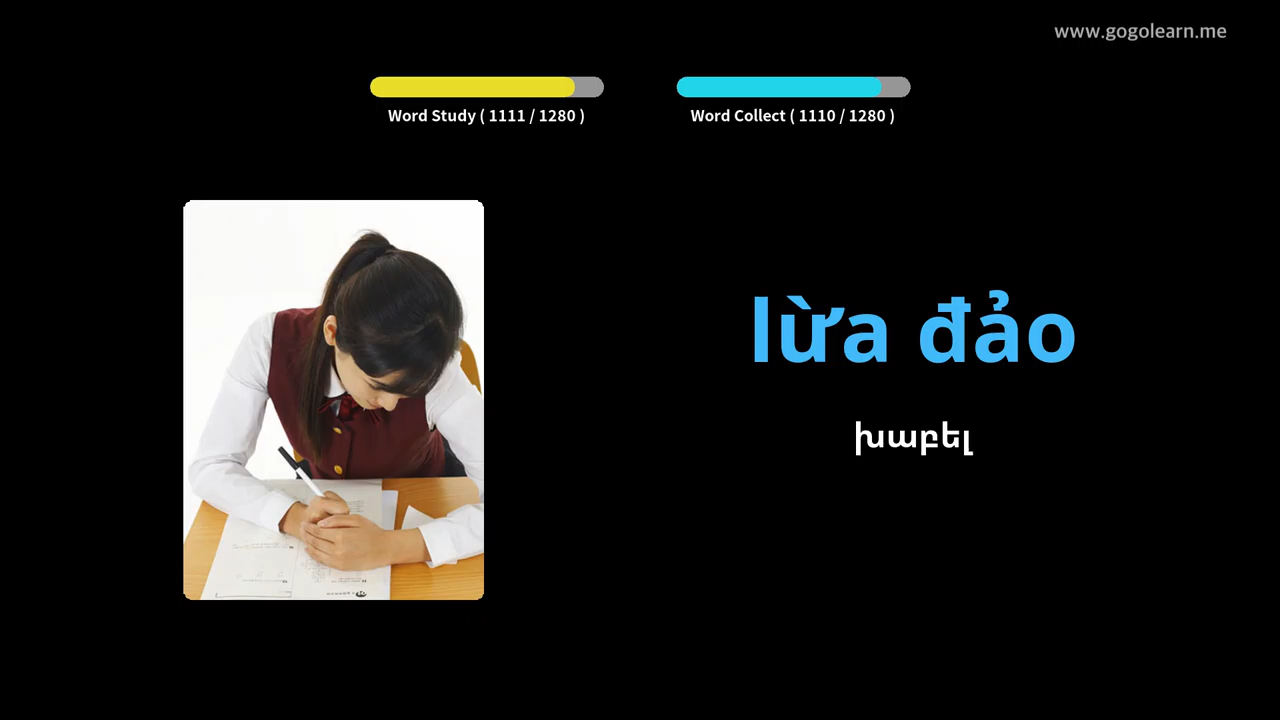 www.gogolearn.me
Word Study ( 1111 / 1280 )
Word Collect ( 1110 / 1280 )
lừa đảo
խաբել